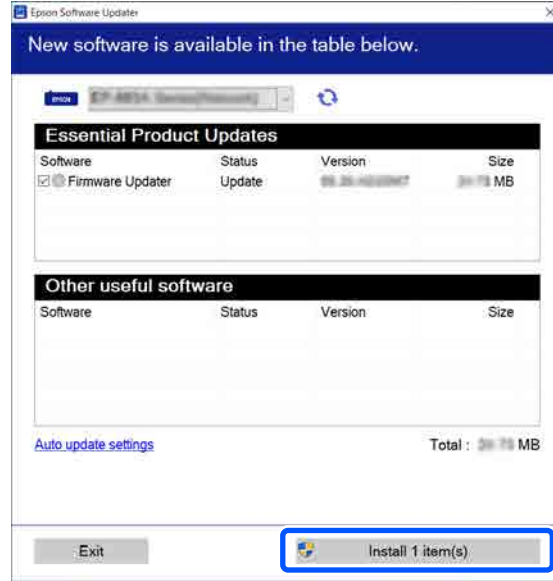 Epson Software Updater
New software is available in the table below.
EPSON
Essential Product Updates
Software Status Version Size
Firmware Updater Update MB
Other useful software
Software Status Version Size
Auto update settings Total : MB
Exit Install 1 item(s)